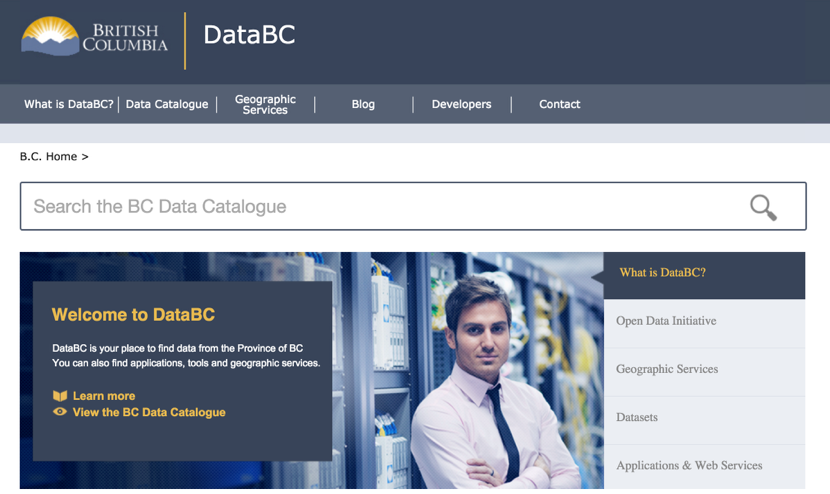 BRITISH
COLUMBIA
DataBC
What is DataBC?
Data Catalogue
Geographic
Services
Blog
Developers
Contact
B.C. Home >
Search the BC Data Catalogue
Welcome to DataBC
DataBC is your place to find data from the Province of BC
You can also find applications, tools and geographic services.
Learn more
View the BC Data Catalogue
What is DataBC?
Open Data Initiative
Geographic Services
Datasets
Applications & Web Services